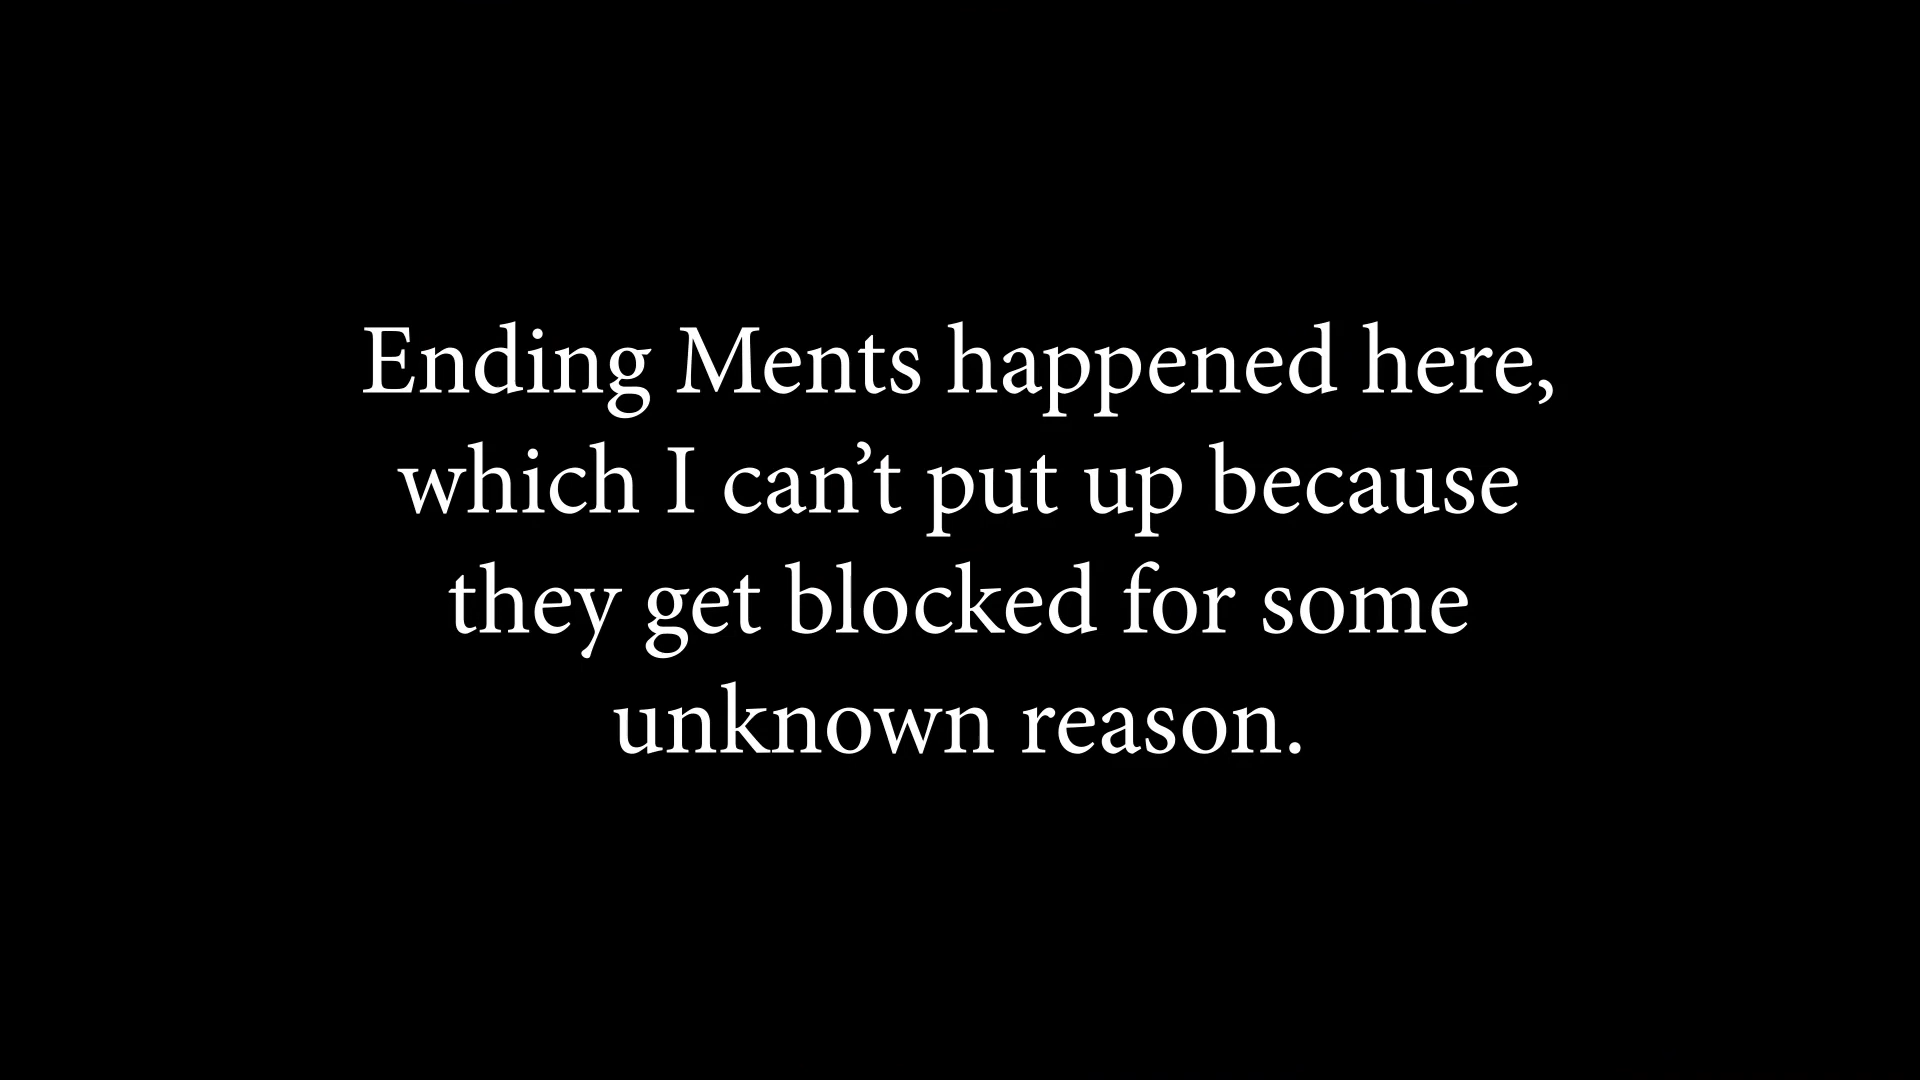 Ending Ments happened here,
which I can’t put up because
they get blocked for some
unknown reason.